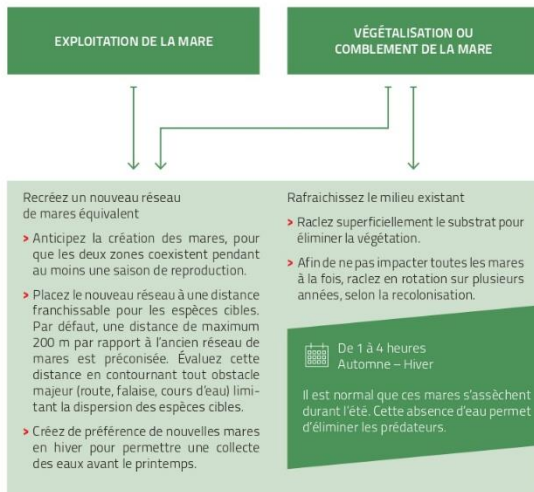 EXPLOITATION DE LA MARE
VÉGÉTALISATION OU
COMBLEMENT DE LA MARE
Recréez un nouveau réseau
de mares équivalent
> Anticipez la création des mares, pour
que les deux zones coexistent pendant
au moins une saison de reproduction.
> Placez le nouveau réseau à une distance
franchissable pour les espèces cibles.
Par défaut, une distance de maximum
200 m par rapport à l'ancien réseau de
mares est préconisée. Évaluez cette
distance en contournant tout obstacle
majeur (route, falaise, cours d'eau) limi-
tant la dispersion des espèces cibles.
> Créez de préférence de nouvelles mares
en hiver pour permettre une collecte
des eaux avant le printemps.
Rafraichissez le milieu existant
> Raclez superficiellement le substrat pour
éliminer la végétation.
> Afin de ne pas impacter toutes les mares
à la fois, raclez en rotation sur plusieurs
années, selon la recolonisation.
De 1 à 4 heures
Automne – Hiver
Il est normal que ces mares s'assèchent
durant l'été. Cette absence d'eau permet
d'éliminer les prédateurs.